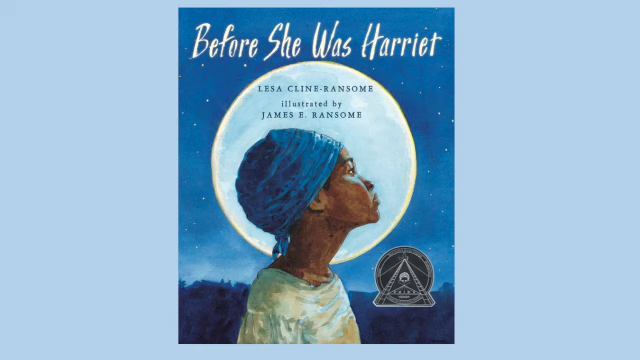 Before She Was Harriet
LESA CLINE-RANSOME
illustrated by
JAMES E. RANSOME